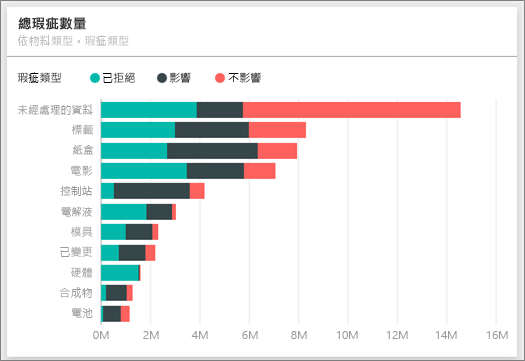 總瑕疵數量
依物料類型，瑕疵類型
瑕疵類型 已拒絕 影響 不影響
未經處理的資料
標籤
紙盒
電影
控制站
電解液
模具
已變更
硬體
合成物
電池
0M 2M 4M 6M 8M 10M 12M 14M 16M